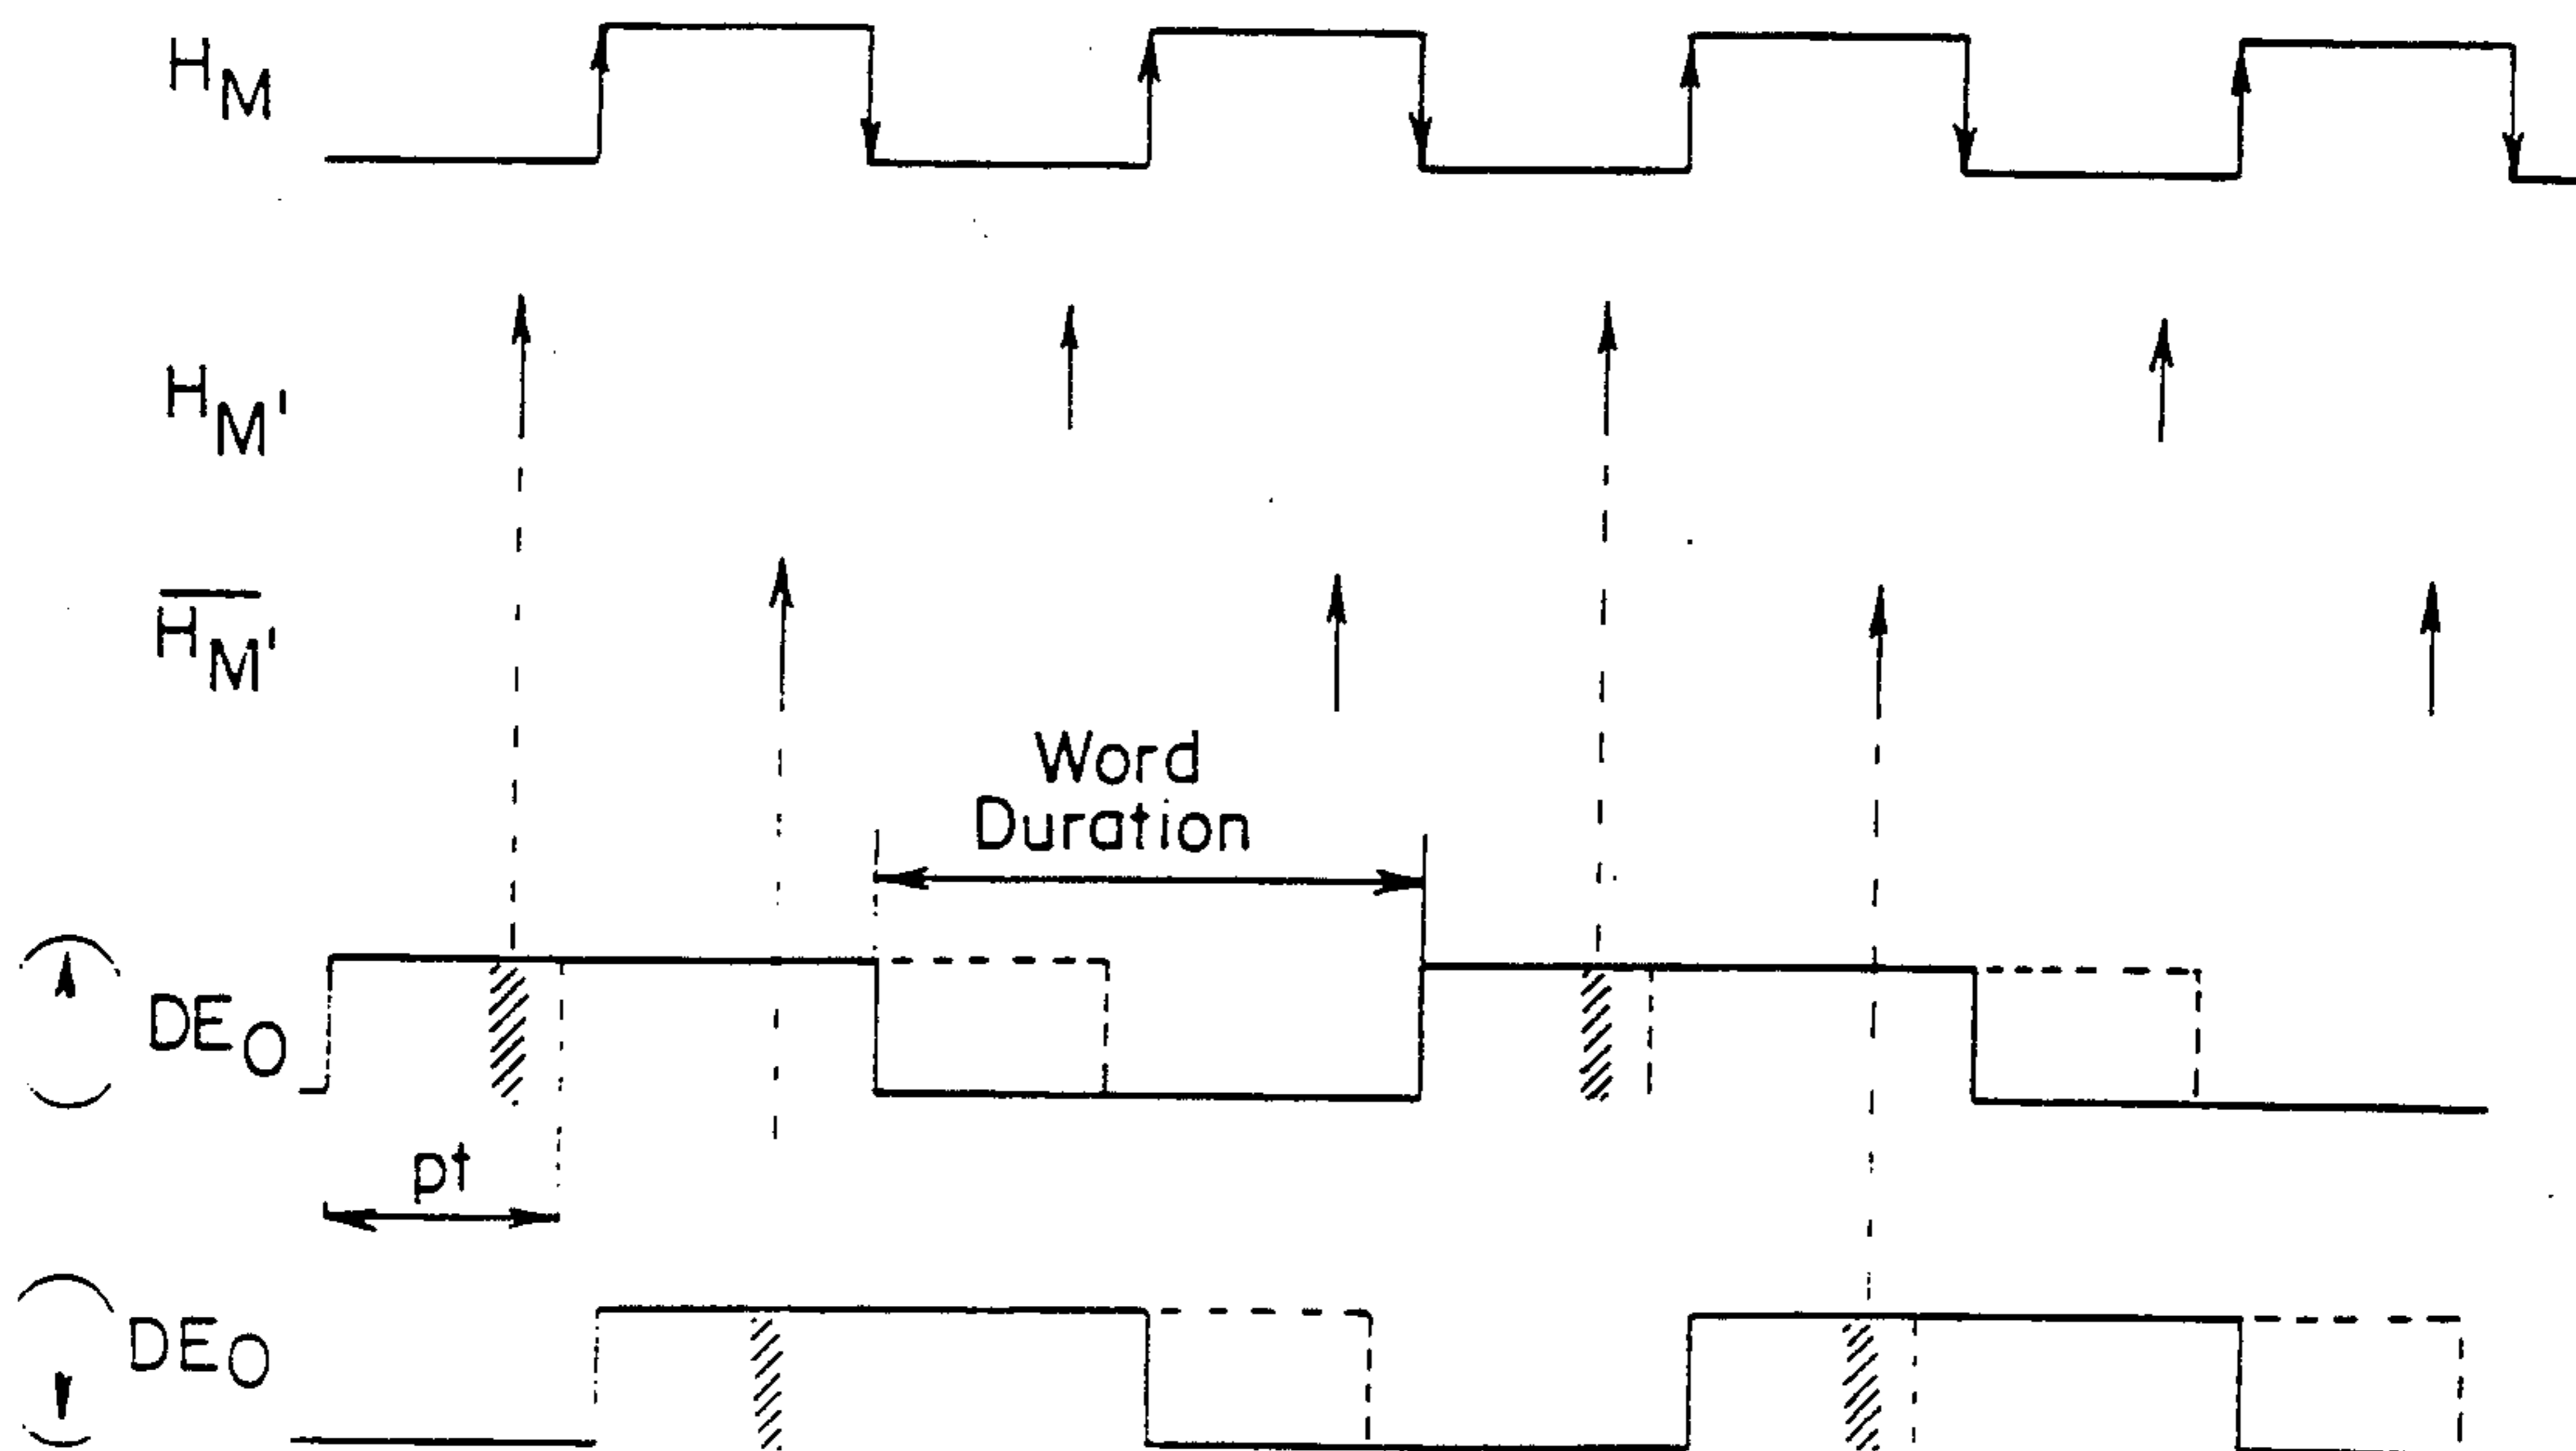 H_M
H_M'
H̅_M̅'
Word
Duration
DE_O
pt
DE_O